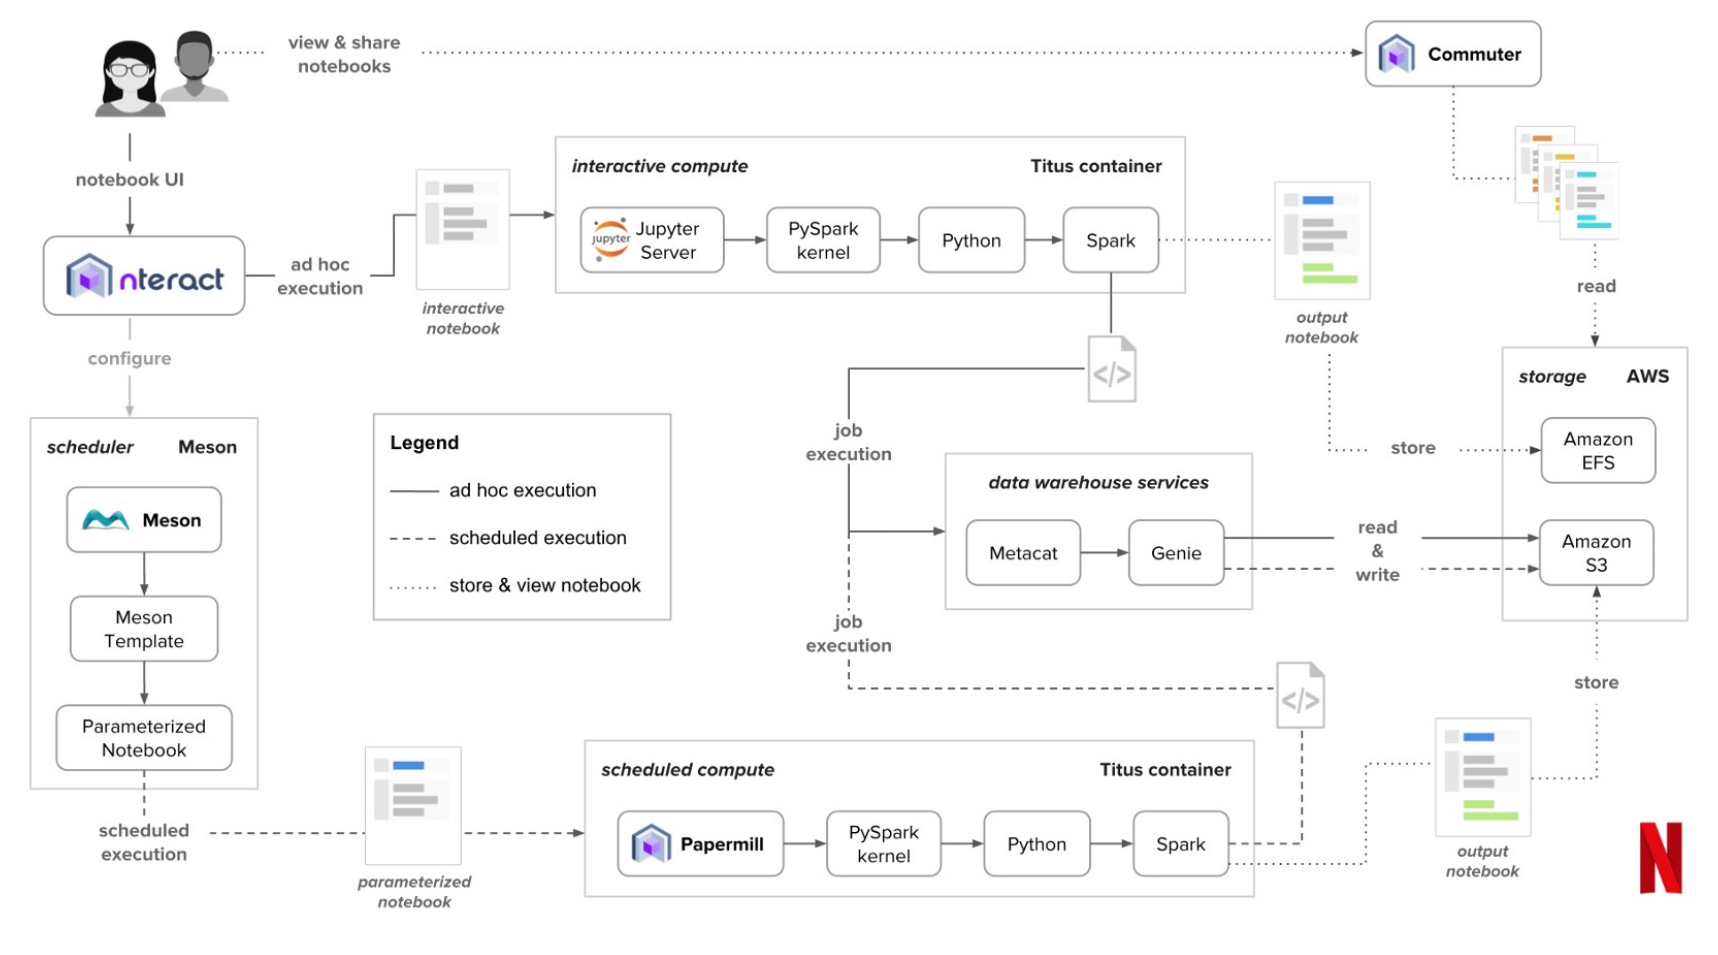 view & share
notebooks
Commuter
notebook UI
interactive compute
Titus container
jupyter
Jupyter
Server
PySpark
kernel
Python
Spark
nteract
ad hoc
execution
interactive
notebook
output
notebook
read
configure
storage
AWS
scheduler
Meson
Meson
Meson
Template
Parameterized
Notebook
Legend
ad hoc execution
scheduled execution
store & view notebook
</>
job
execution
data warehouse services
Metacat
Genie
store
Amazon
EFS
read
&
write
Amazon
S3
job
execution
</>
store
scheduled
execution
parameterized
notebook
scheduled compute
Titus container
Papermill
PySpark
kernel
Python
Spark
output
notebook
N